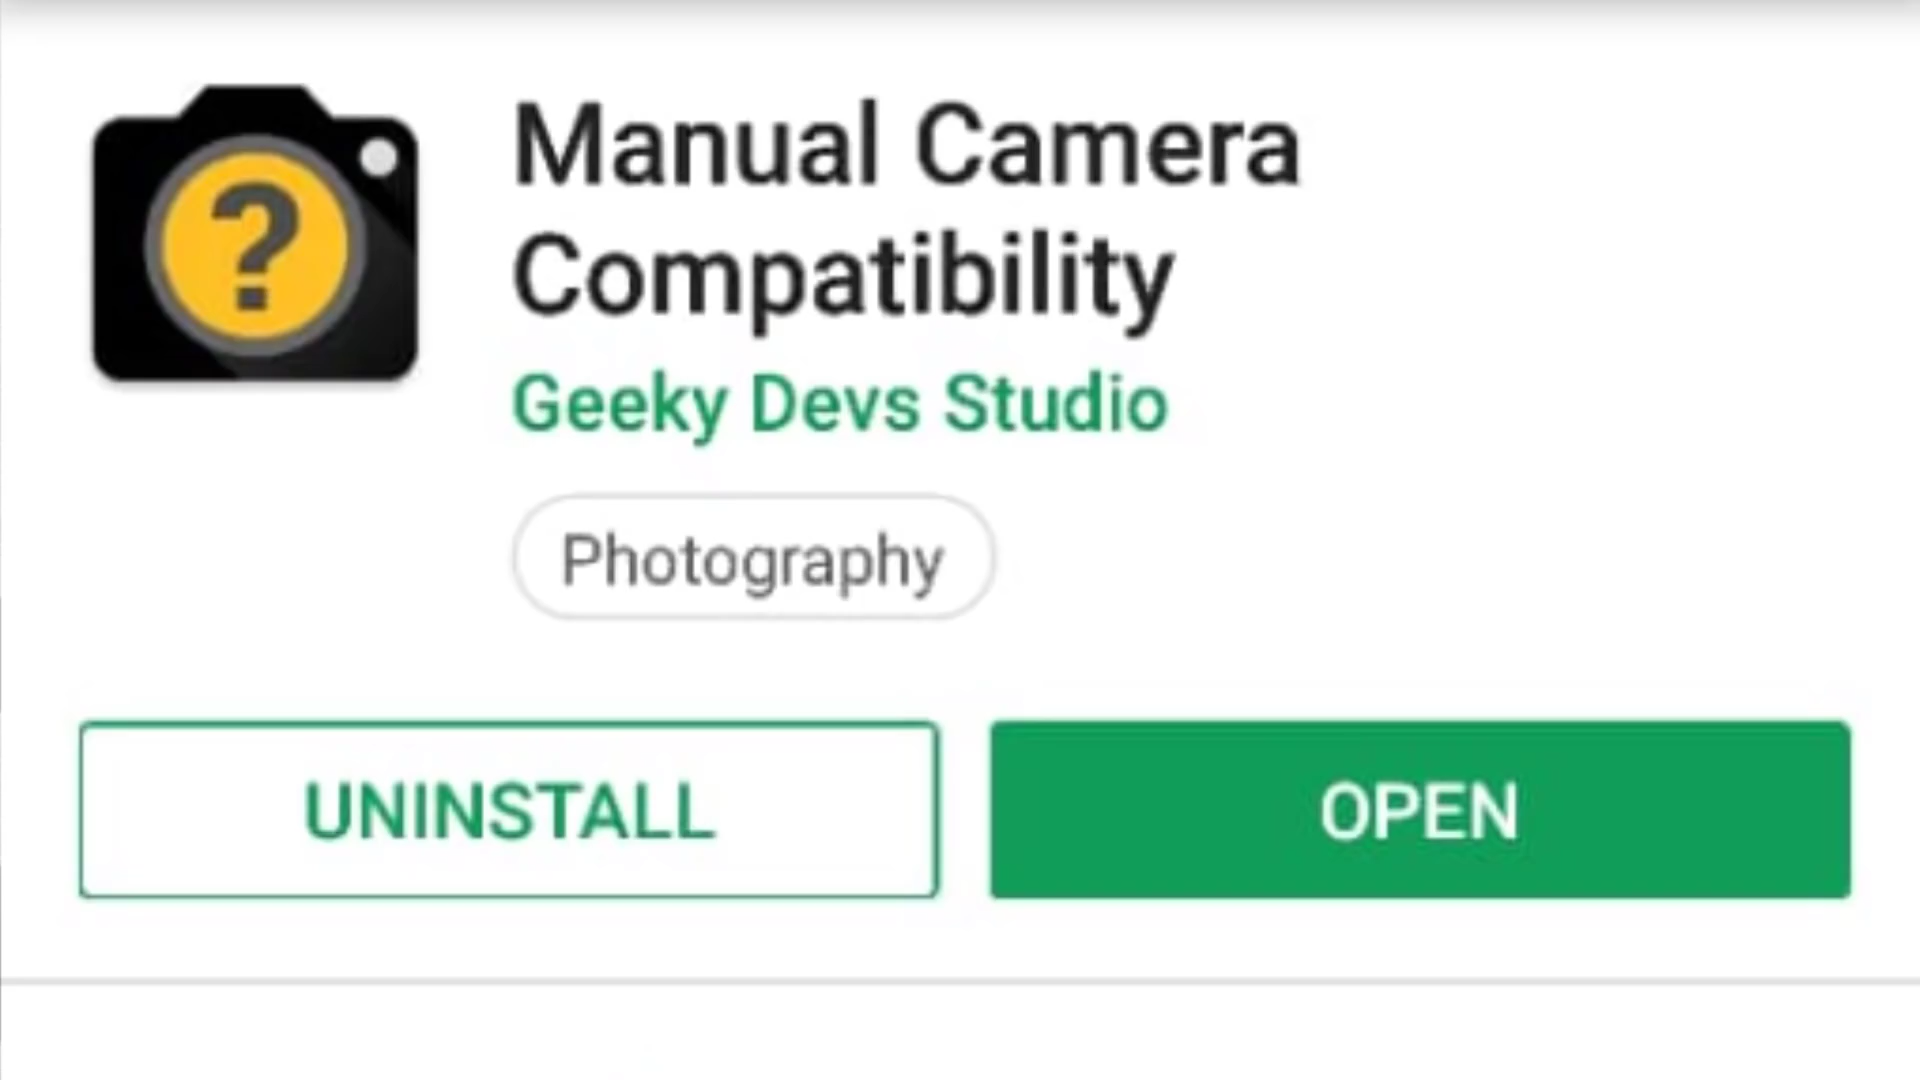 Manual Camera
Compatibility
Geeky Devs Studio
Photography
UNINSTALL
OPEN